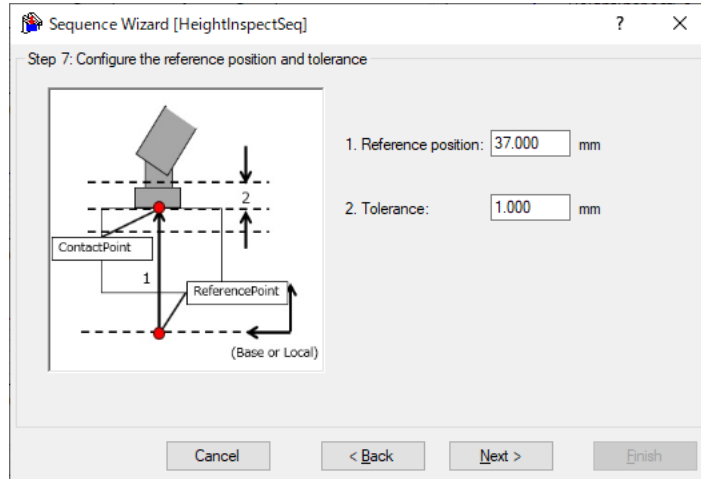 Sequence Wizard [HeightInspectSeq]
Step 7: Configure the reference position and tolerance
1. Reference position: 37.000 mm
2. Tolerance: 1.000 mm
2
ContactPoint
1
ReferencePoint
(Base or Local)
Cancel
< Back
Next >
Finish